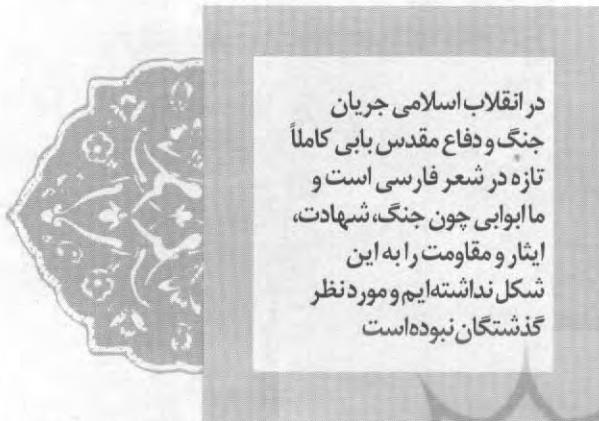 در انقلاب اسلامی جریان
جنگ و دفاع مقدس بابی کاملاً
تازه در شعر فارسی است و
ما ابوابی چون جنگ، شهادت،
ایثار و مقاومت را به این
شکل نداشته‌ایم و مورد نظر
گذشتگان نبوده‌است